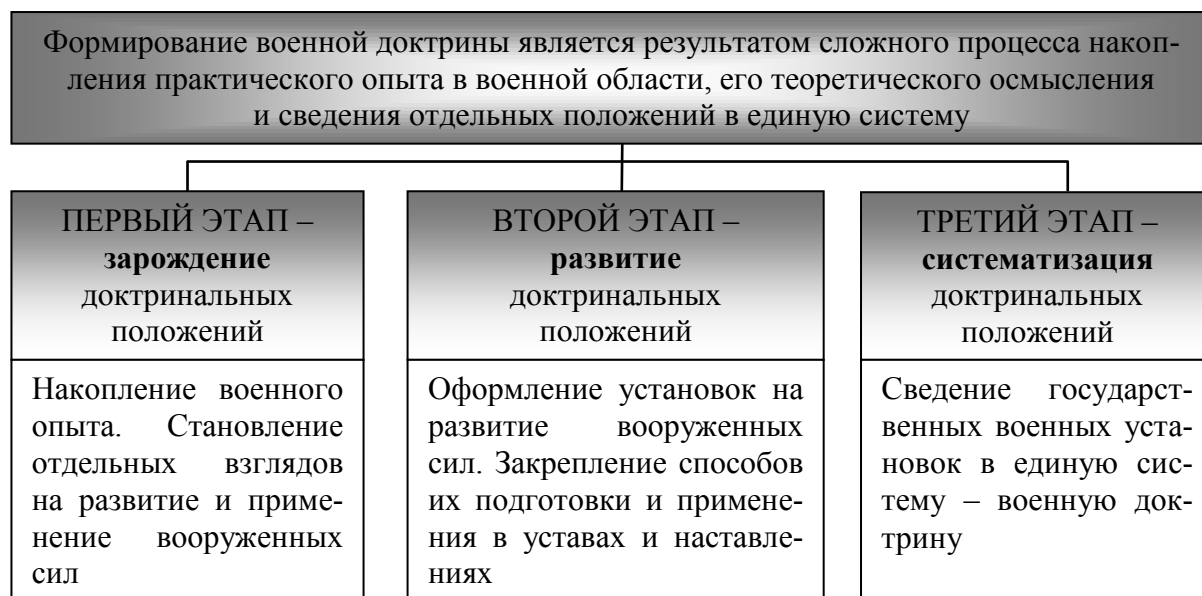 Формирование военной доктрины является результатом сложного процесса накоп-
ления практического опыта в военной области, его теоретического осмысления
и сведения отдельных положений в единую систему
ПЕРВЫЙ ЭТАП –
зарождение
доктринальных
положений
Накопление военного
опыта. Становление
отдельных взглядов
на развитие и приме-
нение вооруженных
сил
ВТОРОЙ ЭТАП –
развитие
доктринальных
положений
Оформление установок на
развитие вооруженных
сил. Закрепление способов
их подготовки и примене-
ния в уставах и наставле-
ниях
ТРЕТИЙ ЭТАП –
систематизация
доктринальных
положений
Сведение государст-
венных военных уста-
новок в единую сис-
тему – военную док-
трину